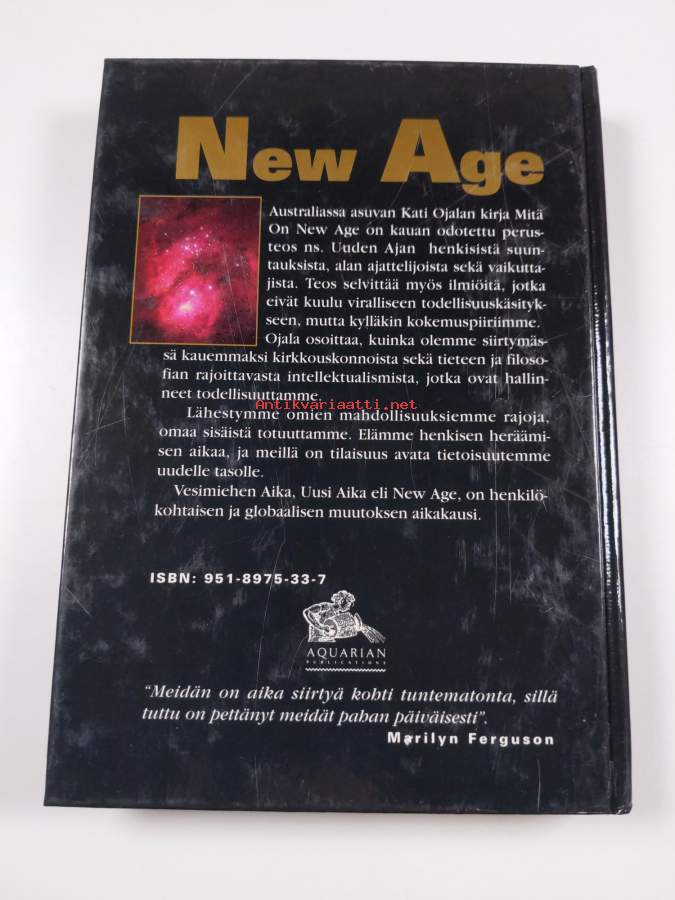 New Age
Australiassa asuvan Kati Ojalan kirja Mitä
On New Age on kauan odotettu perus-
teos ns. Uuden Ajan henkisistä suun-
tauksista, alan ajattelijoista sekä vaikutta-
jista. Teos selvittää myös ilmiöitä, jotka
eivät kuulu viralliseen todellisuuskäsityk-
seen, mutta kylläkin kokemuspiiriimme.
Ojala osoittaa, kuinka olemme siirtymäs-
sä kauemmaksi kirkkouskonnoista sekä tieteen ja filoso-
fian rajoittavasta intellektualismista, jotka ovat hallin-
neet todellisuuttamme.
Antikvariaatti.net
Lähestymme omien mahdollisuuksiemme rajoja,
omaa sisäistä totuuttamme. Elämme henkisen heräämi-
sen aikaa, ja meillä on tilaisuus avata tietoisuutemme
uudelle tasolle.
Vesimiehen Aika, Uusi Aika eli New Age, on henkilö-
kohtaisen ja globaalisen muutoksen aikakausi.
ISBN: 951-8975-33-7
AQUARIAN
PUBLICATIONS
“Meidän on aika siirtyä kohti tuntematonta, sillä
tuttu on pettänyt meidät pahan päiväisesti”.
Marilyn Ferguson